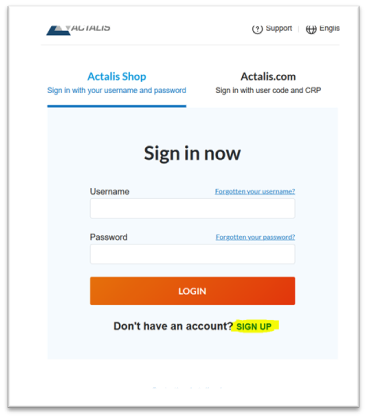 ACTALIS
Support
Englis
Actalis Shop
Sign in with your username and password
Actalis.com
Sign in with user code and CRP
Sign in now
Username
Forgotten your username?
Password
Forgotten your password?
LOGIN
Don't have an account? SIGN UP